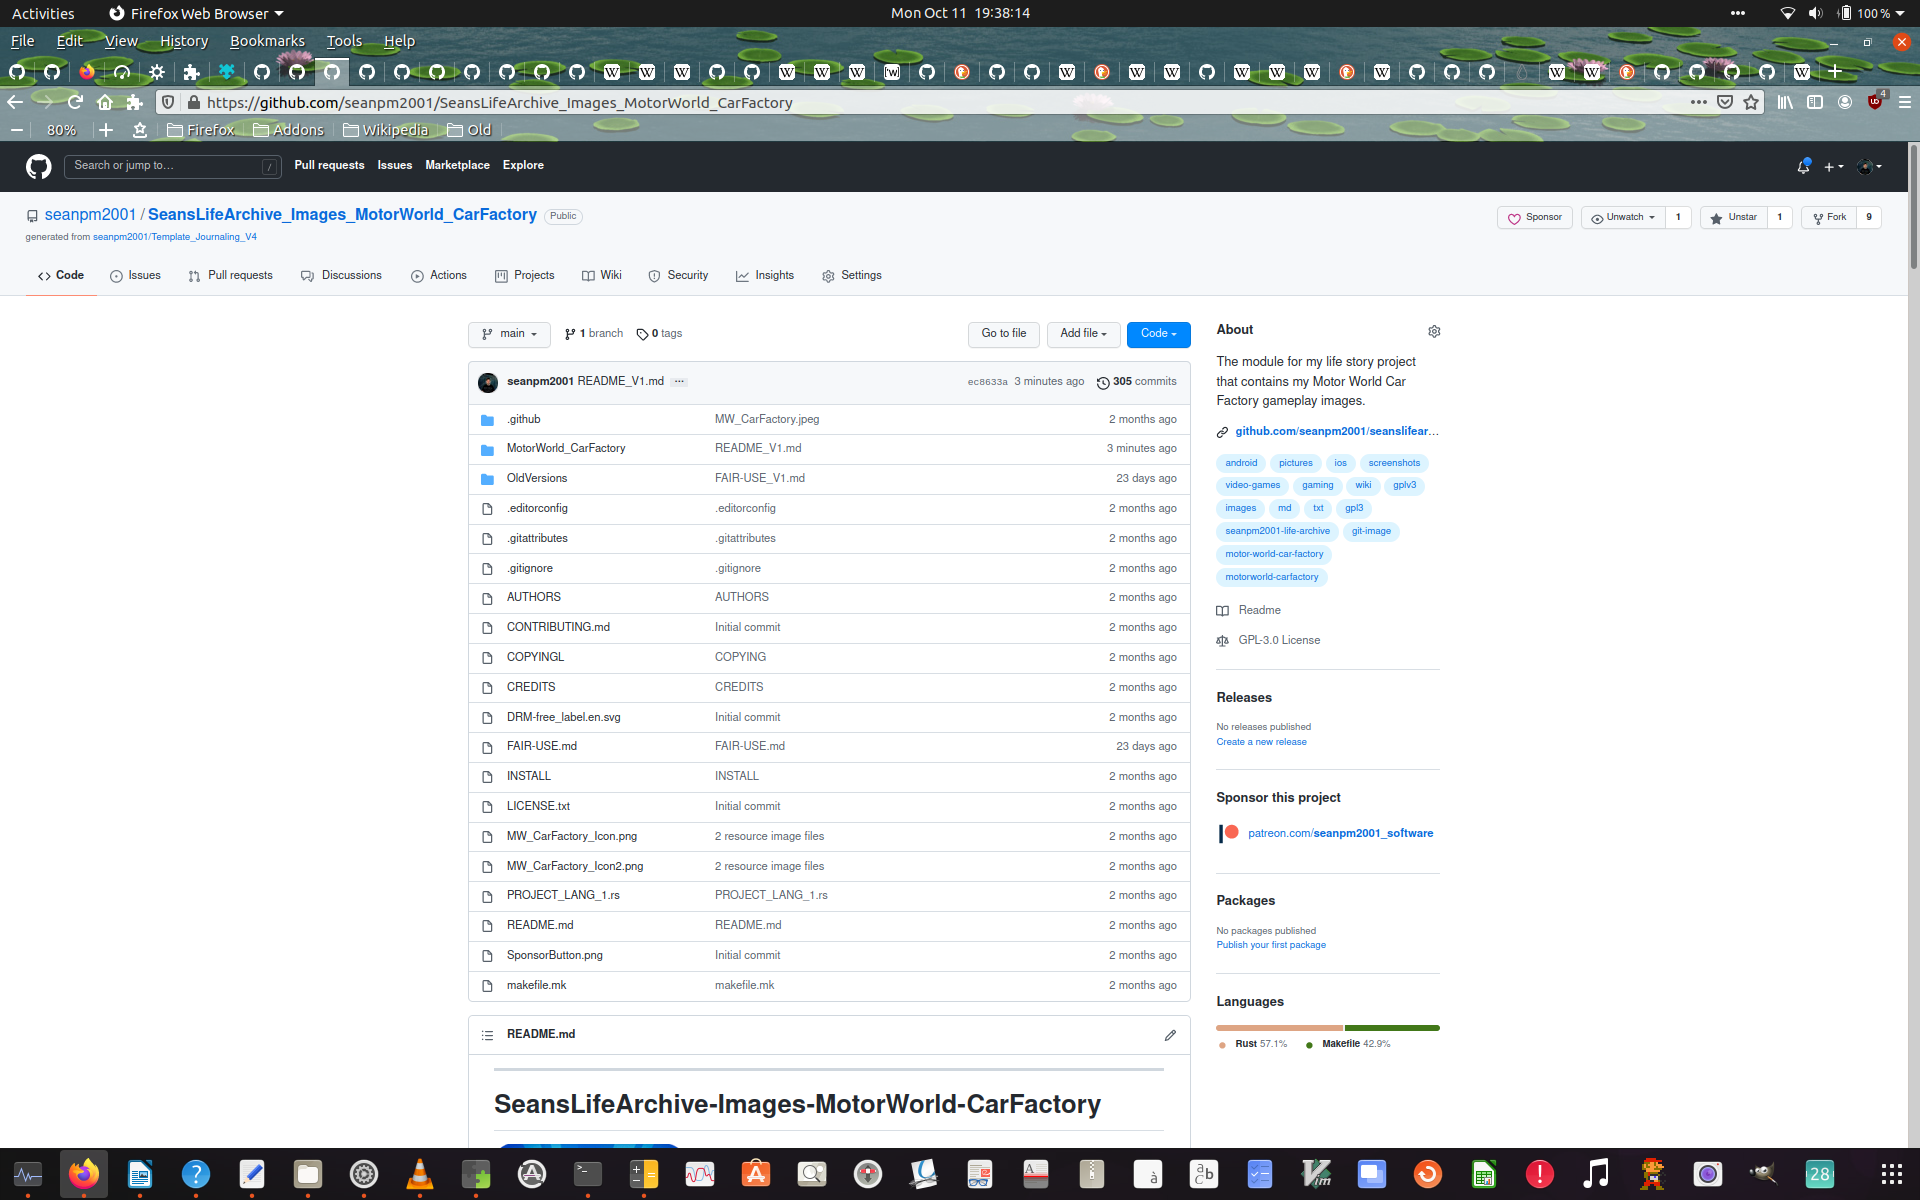 Activities
Firefox Web Browser
Mon Oct 11 19:38:14
100 %
File Edit View History Bookmarks Tools Help
https://github.com/seanpm2001/SeansLifeArchive_Images_MotorWorld_CarFactory
4
80%
Firefox
Addons
Wikipedia
Old
Search or jump to…
/
Pull requests Issues Marketplace Explore
seanpm2001 / SeansLifeArchive_Images_MotorWorld_CarFactory Public
generated from seanpm2001/Template_Journaling_V4
Sponsor
Unwatch 1
Unstar 1
Fork 9
Code Issues Pull requests Discussions Actions Projects Wiki Security Insights Settings
main
1 branch
0 tags
Go to file
Add file
Code
seanpm2001 README_V1.md ··· ec8633a 3 minutes ago 305 commits
.github MW_CarFactory.jpeg 2 months ago
MotorWorld_CarFactory README_V1.md 3 minutes ago
OldVersions FAIR-USE_V1.md 23 days ago
.editorconfig .editorconfig 2 months ago
.gitattributes .gitattributes 2 months ago
.gitignore .gitignore 2 months ago
AUTHORS AUTHORS 2 months ago
CONTRIBUTING.md Initial commit 2 months ago
COPYINGL COPYING 2 months ago
CREDITS CREDITS 2 months ago
DRM-free_label.en.svg Initial commit 2 months ago
FAIR-USE.md FAIR-USE.md 23 days ago
INSTALL INSTALL 2 months ago
LICENSE.txt Initial commit 2 months ago
MW_CarFactory_Icon.png 2 resource image files 2 months ago
MW_CarFactory_Icon2.png 2 resource image files 2 months ago
PROJECT_LANG_1.rs PROJECT_LANG_1.rs 2 months ago
README.md README.md 2 months ago
SponsorButton.png Initial commit 2 months ago
makefile.mk makefile.mk 2 months ago
README.md
SeansLifeArchive-Images-MotorWorld-CarFactory
About
The module for my life story project
that contains my Motor World Car
Factory gameplay images.
github.com/seanpm2001/seanslifear…
android pictures ios screenshots
video-games gaming wiki gplv3
images md txt gpl3
seanpm2001-life-archive git-image
motor-world-car-factory
motorworld-carfactory
Readme
GPL-3.0 License
Releases
No releases published
Create a new release
Sponsor this project
patreon.com/seanpm2001_software
Packages
No packages published
Publish your first package
Languages
Rust 57.1% Makefile 42.9%
28